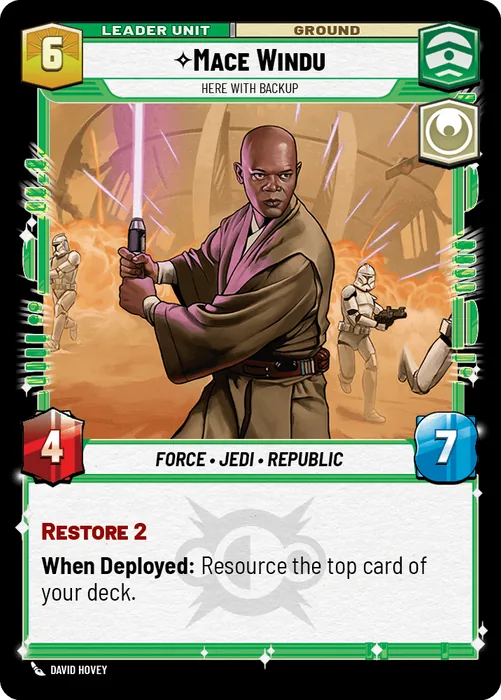 LEADER UNIT
GROUND
6
MACE WINDU
HERE WITH BACKUP
4
FORCE • JEDI • REPUBLIC
7
RESTORE 2
When Deployed: Resource the top card of
your deck.
DAVID HOVEY